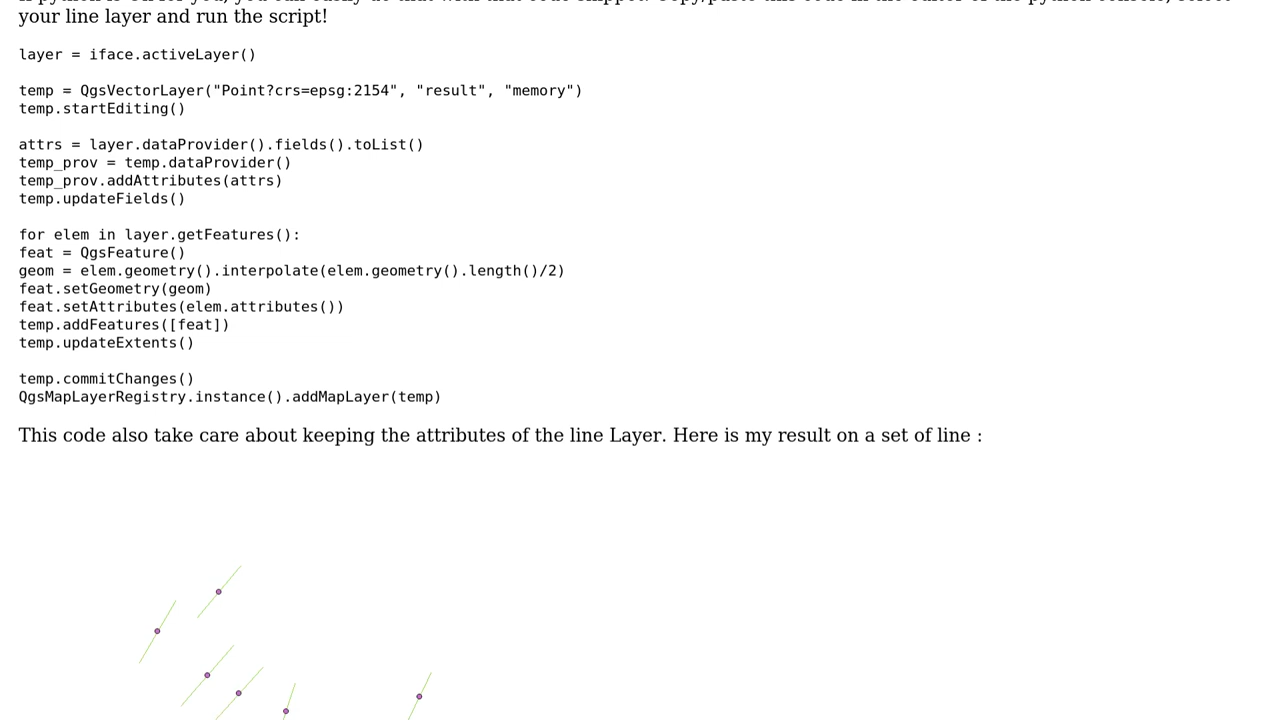 your line layer and run the script!
layer = iface.activeLayer()
temp = QgsVectorLayer("Point?crs=epsg:2154", "result", "memory")
temp.startEditing()
attrs = layer.dataProvider().fields().toList()
temp_prov = temp.dataProvider()
temp_prov.addAttributes(attrs)
temp.updateFields()
for elem in layer.getFeatures():
feat = QgsFeature()
geom = elem.geometry().interpolate(elem.geometry().length()/2)
feat.setGeometry(geom)
feat.setAttributes(elem.attributes())
temp.addFeatures([feat])
temp.updateExtents()
temp.commitChanges()
QgsMapLayerRegistry.instance().addMapLayer(temp)
This code also take care about keeping the attributes of the line Layer. Here is my result on a set of line :